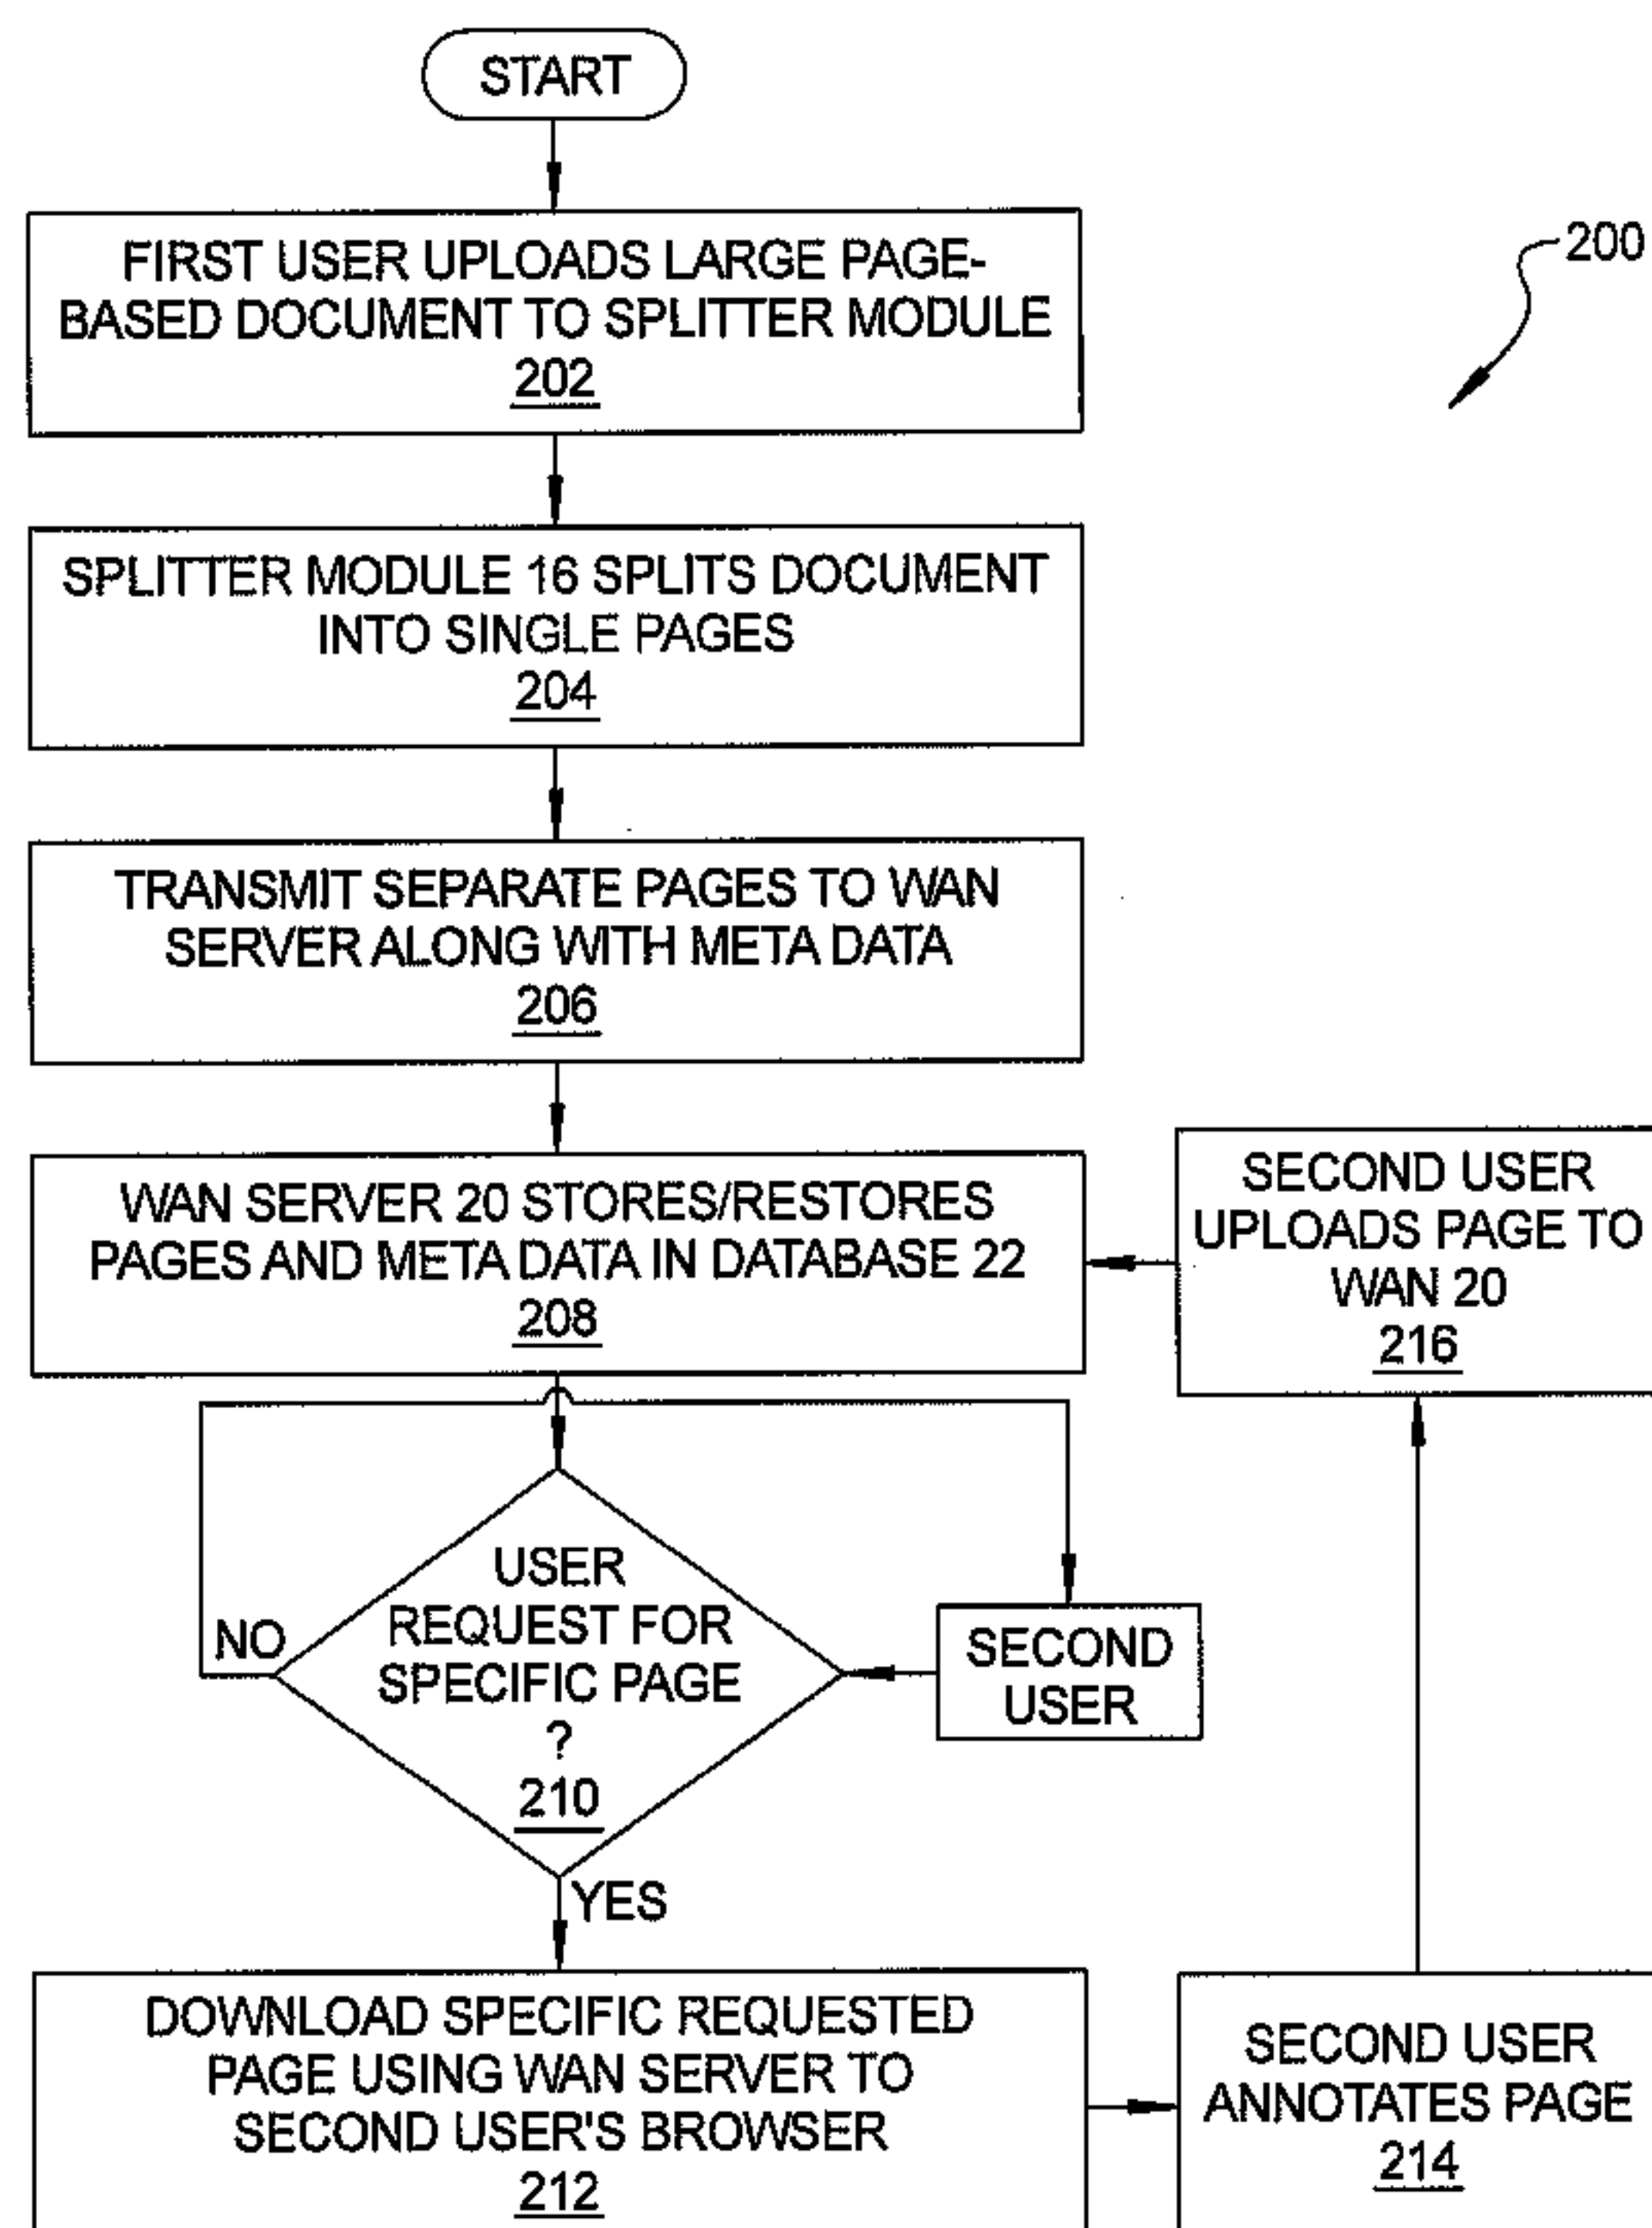 START
200
FIRST USER UPLOADS LARGE PAGE-
BASED DOCUMENT TO SPLITTER MODULE
202
SPLITTER MODULE 16 SPLITS DOCUMENT
INTO SINGLE PAGES
204
TRANSMIT SEPARATE PAGES TO WAN
SERVER ALONG WITH META DATA
206
WAN SERVER 20 STORES/RESTORES
PAGES AND META DATA IN DATABASE 22
208
SECOND USER
UPLOADS PAGE TO
WAN 20
216
USER
REQUEST FOR
SPECIFIC PAGE
?
210
NO
SECOND
USER
YES
DOWNLOAD SPECIFIC REQUESTED
PAGE USING WAN SERVER TO
SECOND USER'S BROWSER
212
SECOND USER
ANNOTATES PAGE
214